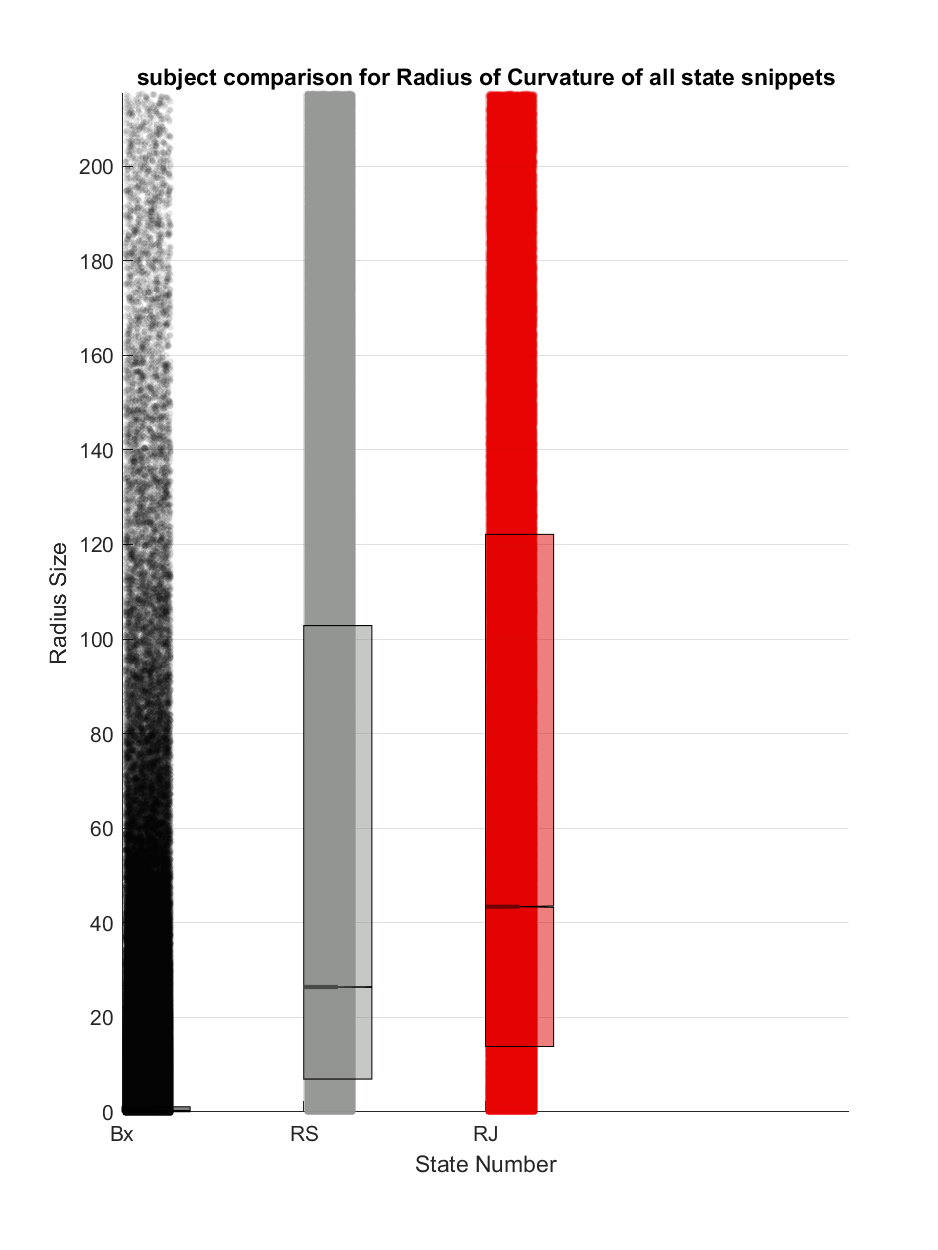 subject comparison for Radius of Curvature of all state snippets
200
180
160
140
120
100
80
60
40
20
0
Radius Size
Bx RS RJ
State Number